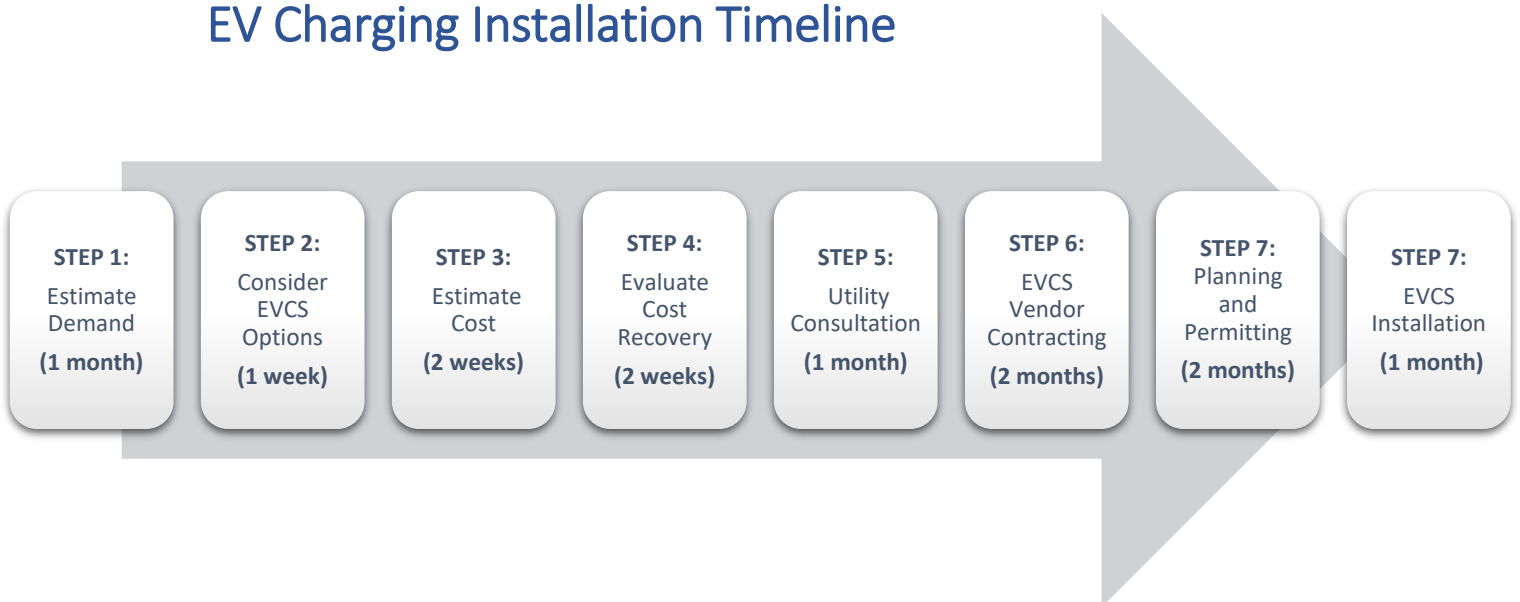 EV Charging Installation Timeline
STEP 1:
Estimate
Demand
(1 month)
STEP 2:
Consider
EVCS
Options
(1 week)
STEP 3:
Estimate
Cost
(2 weeks)
STEP 4:
Evaluate
Cost
Recovery
(2 weeks)
STEP 5:
Utility
Consultation
(1 month)
STEP 6:
EVCS
Vendor
Contracting
(2 months)
STEP 7:
Planning
and
Permitting
(2 months)
STEP 7:
EVCS
Installation
(1 month)